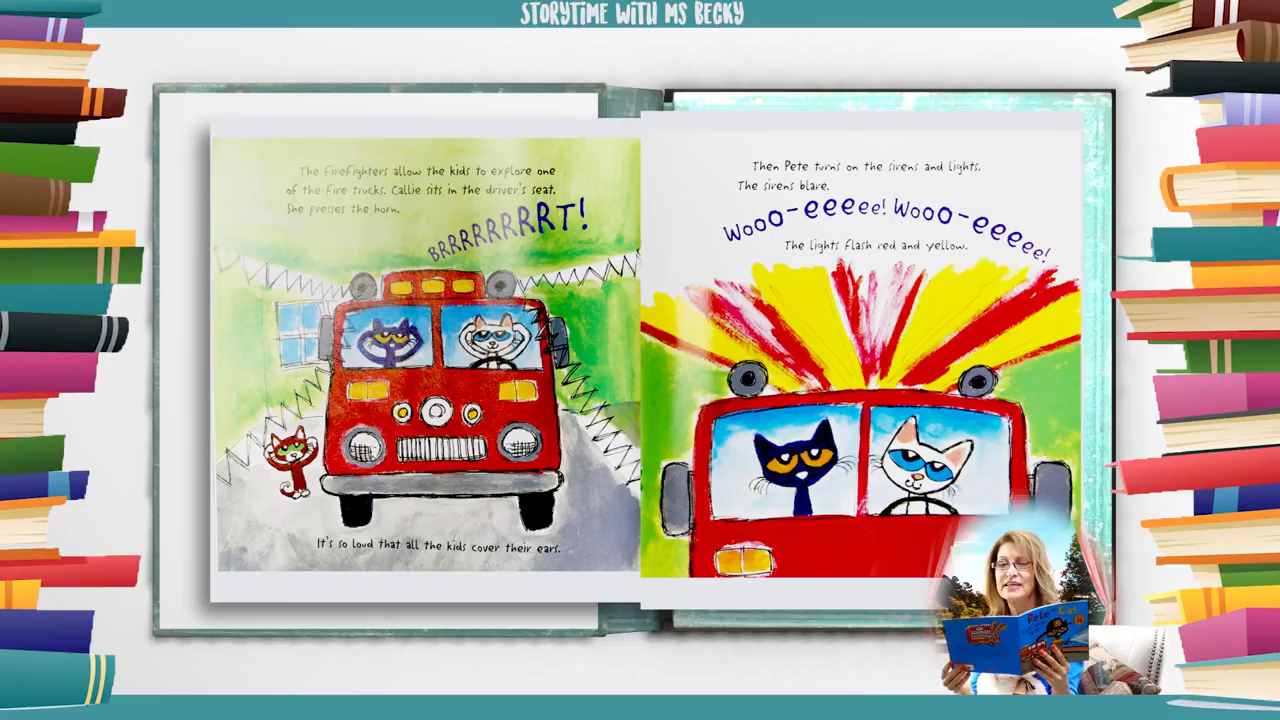 STORYTIME WITH MS BECKY
The firefighters allow the kids to explore one
of the fire trucks. Callie sits in the driver's seat.
She presses the horn.
BRRRRRRRRT!
It's so loud that all the kids cover their ears.
Then Pete turns on the sirens and lights.
The sirens blare.
Wooo-eeeee! Wooo-eeeee!
The lights flash red and yellow.
Pete the Cat